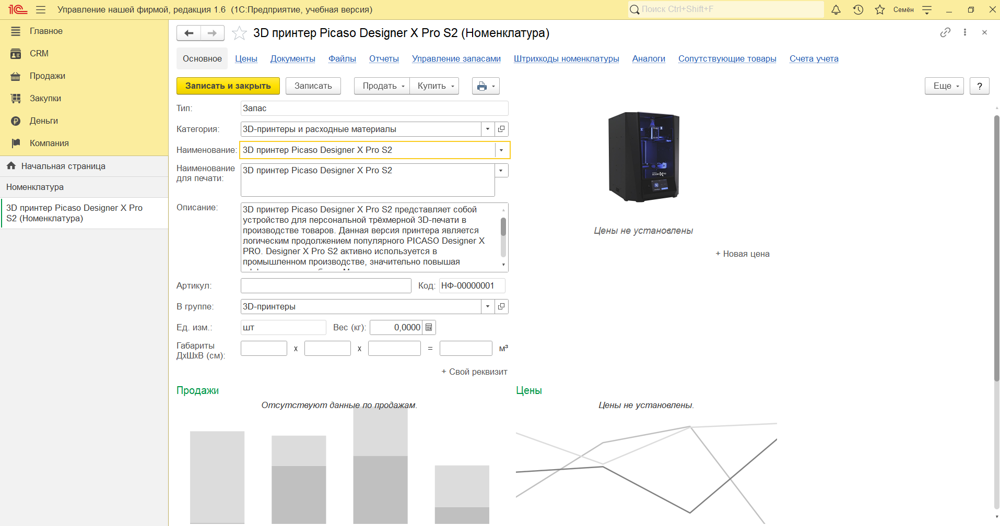 1С Управление нашей фирмой, редакция 1.6 (1С:Предприятие, учебная версия)
Поиск Ctrl+Shift+F
Семён
Главное
CRM
Продажи
Закупки
Деньги
Компания
Начальная страница
Номенклатура
3D принтер Picaso Designer X Pro
S2 (Номенклатура)
3D принтер Picaso Designer X Pro S2 (Номенклатура)
Основное Цены Документы Файлы Отчеты Управление запасами Штрихкоды номенклатуры Аналоги Сопутствующие товары Счета учета
Записать и закрыть Записать Продать Купить Еще ?
Тип: Запас
Категория: 3D-принтеры и расходные материалы
Наименование: 3D принтер Picaso Designer X Pro S2
Наименование
для печати:
3D принтер Picaso Designer X Pro S2
Описание:
3D принтер Picaso Designer X Pro S2 представляет собой
устройство для персональной трёхмерной 3D-печати в
производстве товаров. Данная версия принтера является
логическим продолжением популярного PICASO Designer X
PRO. Designer X Pro S2 активно используется в
промышленном производстве, значительно повышая
Артикул: Код: НФ-00000001
В группе: 3D-принтеры
Ед. изм.: шт Вес (кг): 0,0000
Габариты
ДхШхВ (см):
x x = м³
+ Свой реквизит
DESIGNER X PRO
Цены не установлены
+ Новая цена
Продажи
Отсутствуют данные по продажам.
Цены
Цены не установлены.